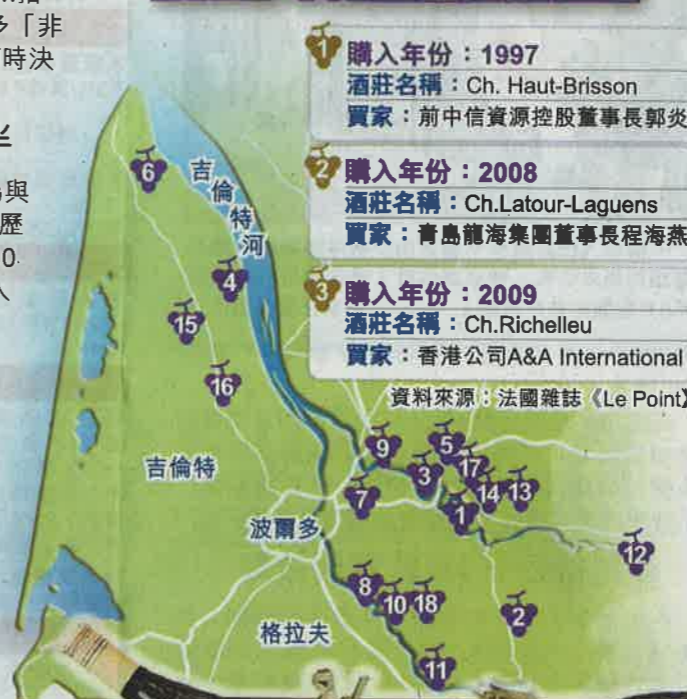 多「非
時決
與
歷
0
1
購入年份：1997
酒莊名稱：Ch. Haut-Brisson
買家：前中信資源控股董事長郭炎
2
購入年份：2008
酒莊名稱：Ch.Latour-Laguens
買家：青島龍海集團董事長程海燕
3
購入年份：2009
酒莊名稱：Ch.Richelleu
買家：香港公司A&A International
資料來源：法國雜誌《Le Point》
6
吉倫特河
4
15
16
吉倫特
9
5
17
3
14
13
7
1
波爾多
12
8
10
18
2
格拉夫
11